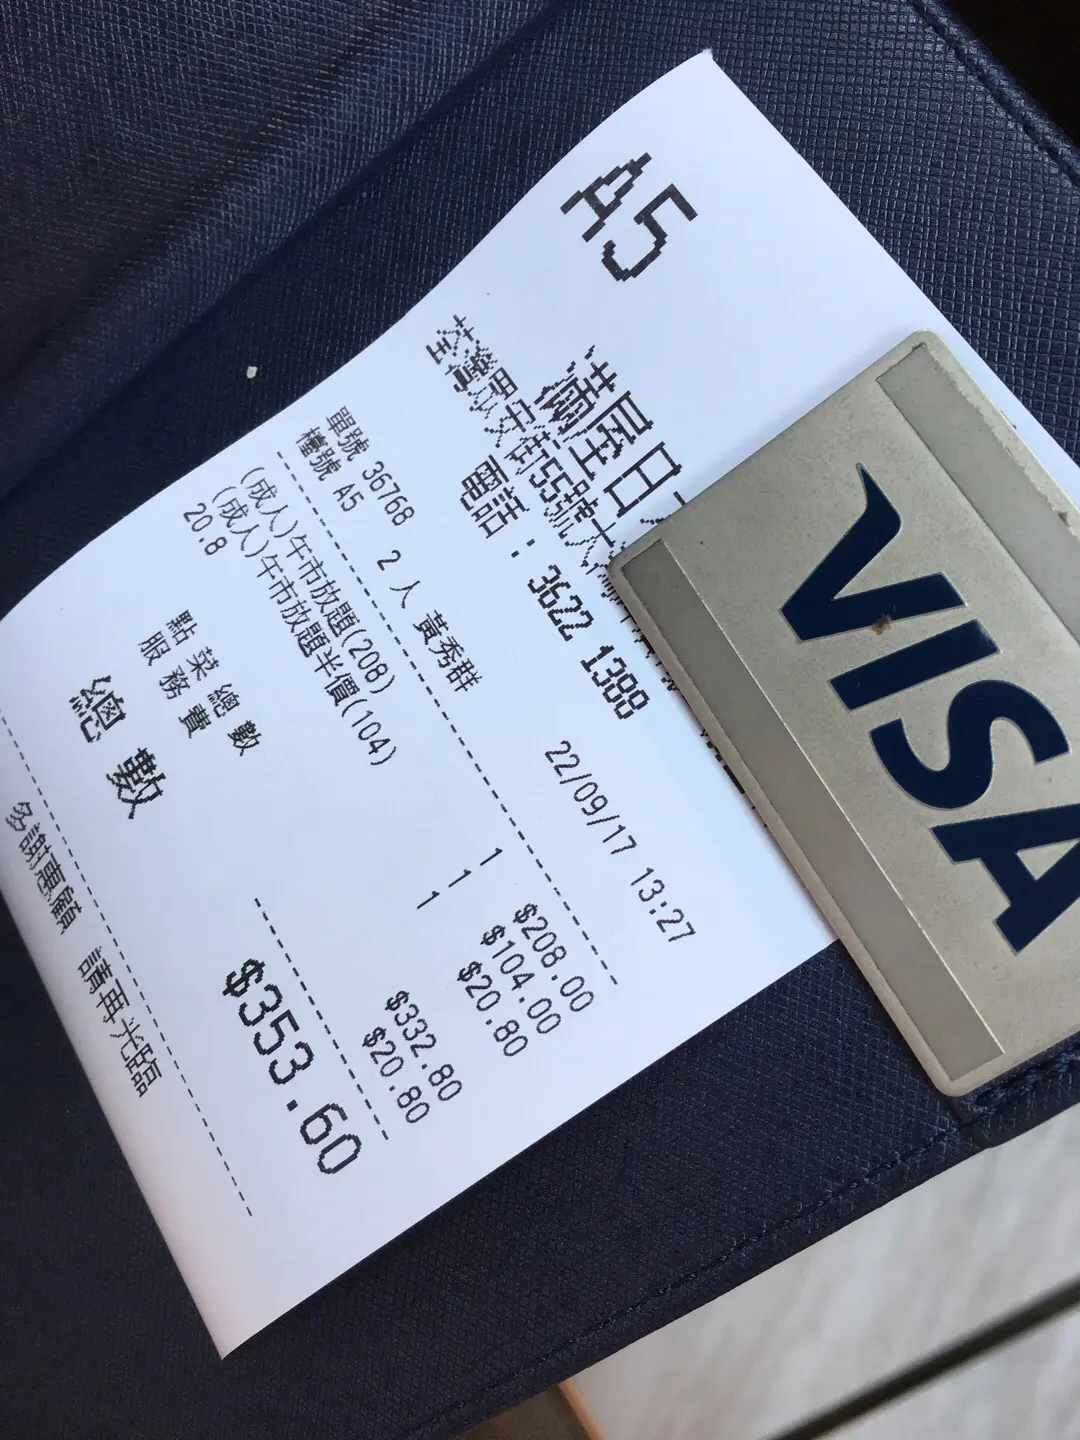 A5
蘭屋日
荃灣眾安街55號大
電話：3622 1388
單號 36768 2 人 黃秀群 22/09/17 13:27
檯號 A5
(成人)午市放題(208) 1 $208.00
(成人)午市放題半價(104) 1 $104.00
20.8 1 $20.80
點菜總數 $332.80
服務費 $20.80
總數 $353.60
多謝惠顧 請再光臨
VISA